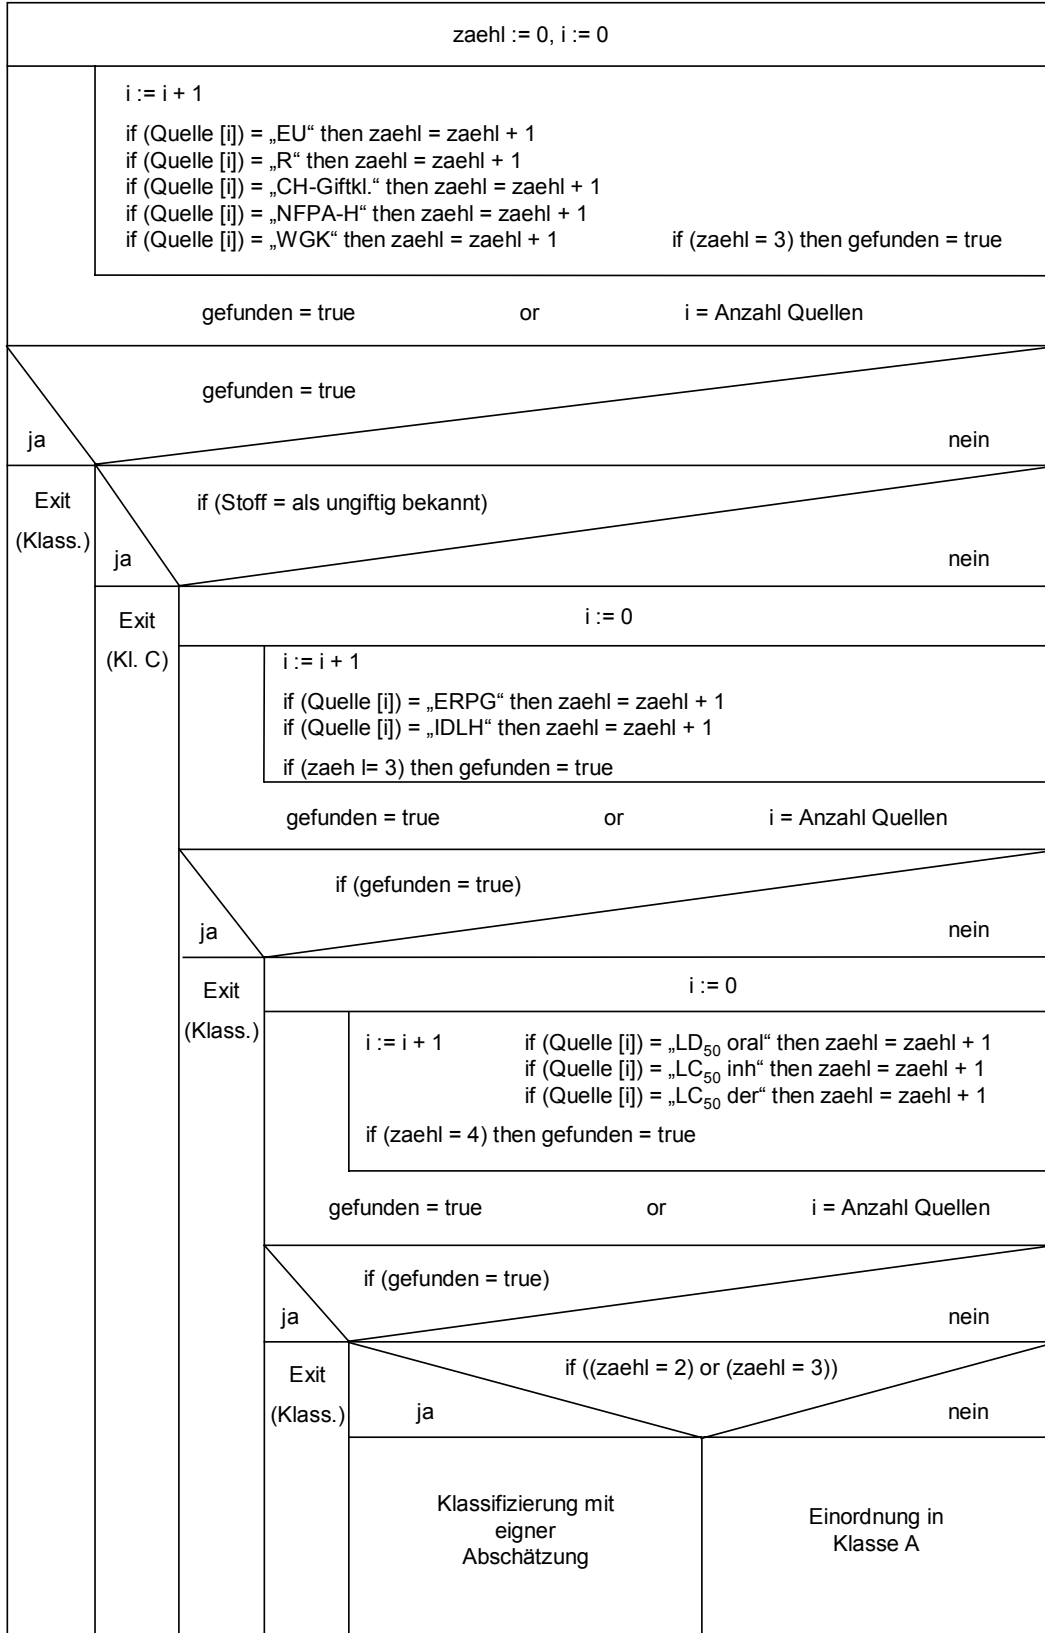 zaehl := 0, i := 0
i := i + 1
if (Quelle [i]) = „EU“ then zaehl = zaehl + 1
if (Quelle [i]) = „R“ then zaehl = zaehl + 1
if (Quelle [i]) = „CH-Giftkl.“ then zaehl = zaehl + 1
if (Quelle [i]) = „NFPA-H“ then zaehl = zaehl + 1
if (Quelle [i]) = „WGK“ then zaehl = zaehl + 1 if (zaehl = 3) then gefunden = true
gefunden = true or i = Anzahl Quellen
gefunden = true
ja nein
Exit
(Klass.)
if (Stoff = als ungiftig bekannt)
ja nein
Exit
(Kl. C)
i := 0
i := i + 1
if (Quelle [i]) = „ERPG“ then zaehl = zaehl + 1
if (Quelle [i]) = „IDLH“ then zaehl = zaehl + 1
if (zaeh l= 3) then gefunden = true
gefunden = true or i = Anzahl Quellen
if (gefunden = true)
ja nein
Exit
(Klass.)
i := 0
i := i + 1 if (Quelle [i]) = „LD50 oral“ then zaehl = zaehl + 1
if (Quelle [i]) = „LC50 inh“ then zaehl = zaehl + 1
if (Quelle [i]) = „LC50 der“ then zaehl = zaehl + 1
if (zaehl = 4) then gefunden = true
gefunden = true or i = Anzahl Quellen
if (gefunden = true)
ja nein
Exit
(Klass.)
if ((zaehl = 2) or (zaehl = 3))
ja nein
Klassifizierung mit
eigner
Abschätzung
Einordnung in
Klasse A